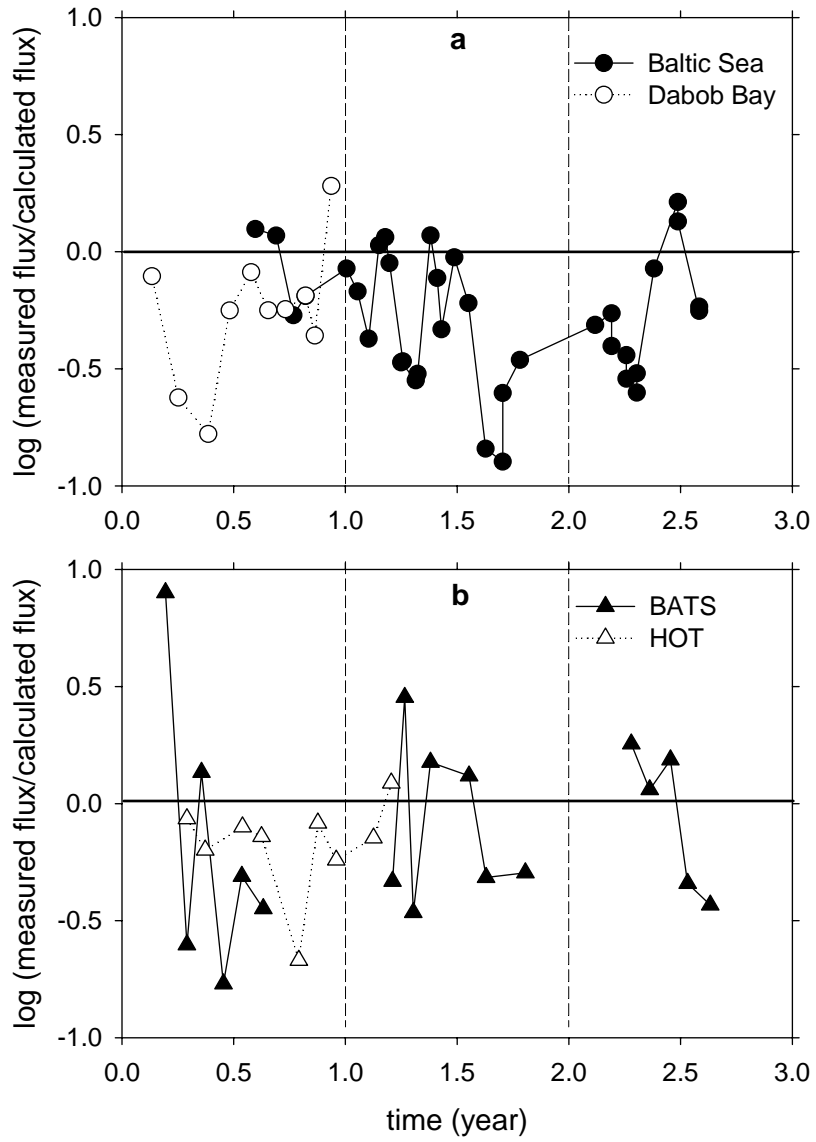 a
Baltic Sea
Dabob Bay
log (measured flux/calculated flux)
1.0
0.5
0.0
-0.5
-1.0
0.0 0.5 1.0 1.5 2.0 2.5 3.0
b
BATS
HOT
log (measured flux/calculated flux)
1.0
0.5
0.0
-0.5
-1.0
0.0 0.5 1.0 1.5 2.0 2.5 3.0
time (year)